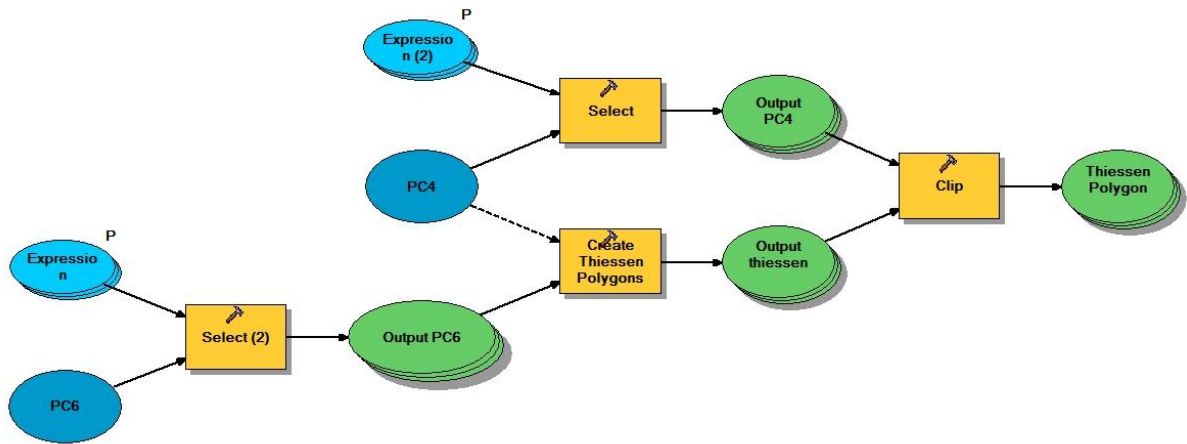 P
Expressio
n (2)
Select
Output
PC4
PC4
Clip
Thiessen
Polygon
Create
Thiessen
Polygons
Output
thiessen
P
Expressio
n
Select (2)
Output PC6
PC6